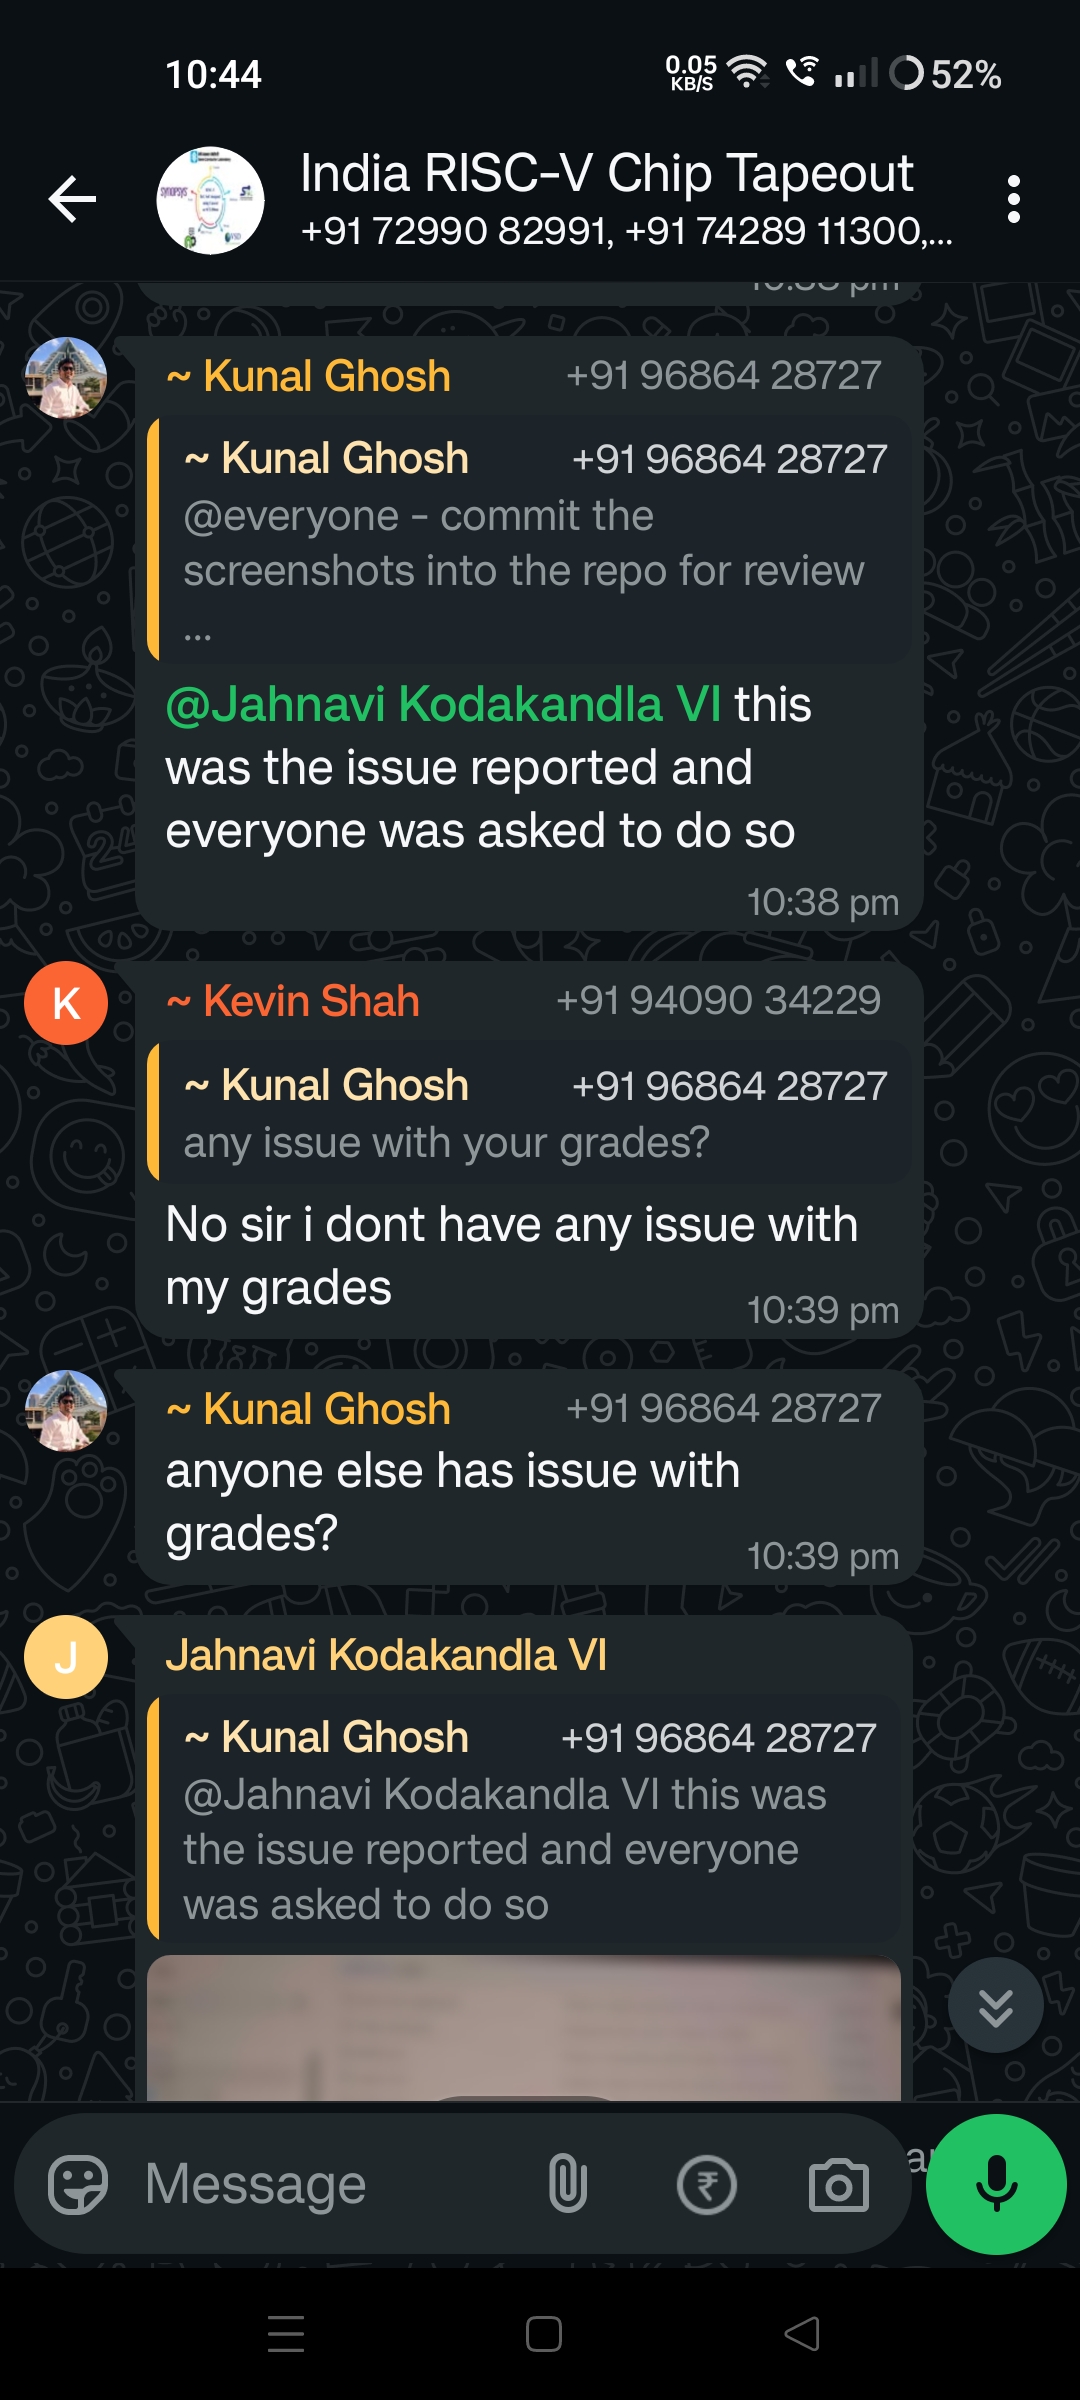 10:44
0.05
KB/S
52%
India RISC-V Chip Tapeout
+91 72990 82991, +91 74289 11300,...
~ Kunal Ghosh +91 96864 28727
~ Kunal Ghosh +91 96864 28727
@everyone - commit the
screenshots into the repo for review
...
@Jahnavi Kodakandla VI this
was the issue reported and
everyone was asked to do so
10:38 pm
K
~ Kevin Shah +91 94090 34229
~ Kunal Ghosh +91 96864 28727
any issue with your grades?
No sir i dont have any issue with
my grades
10:39 pm
~ Kunal Ghosh +91 96864 28727
anyone else has issue with
grades?
10:39 pm
J
Jahnavi Kodakandla VI
~ Kunal Ghosh +91 96864 28727
@Jahnavi Kodakandla VI this was
the issue reported and everyone
was asked to do so
Message